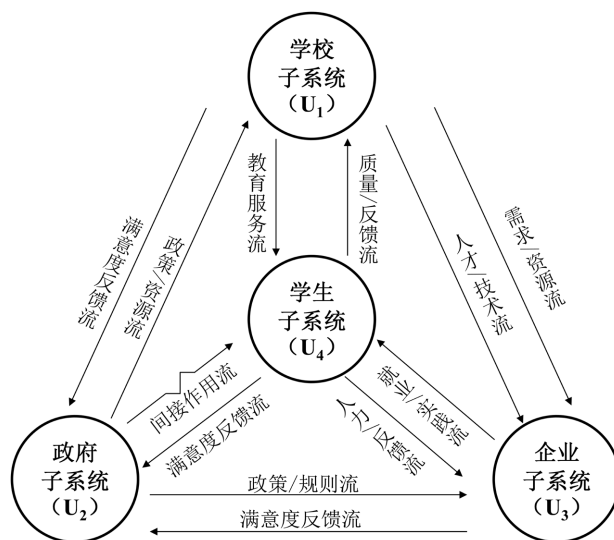 学校
子系统
（U₁）
满意度反馈流
政策/资源流
教育服务流
质量/反馈流
人才/技术流
需求/资源流
学生
子系统
（U₄）
间接作用流
满意度反馈流
人力/反馈流
就业/实践流
政府
子系统
（U₂）
政策/规则流
满意度反馈流
企业
子系统
（U₃）